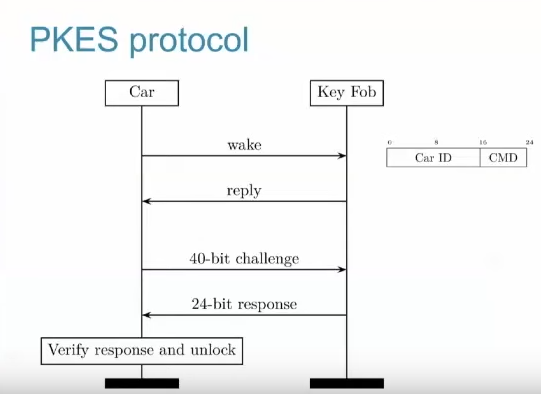 PKES protocol
Car
Key Fob
wake
0 8 16 24
Car ID CMD
reply
40-bit challenge
24-bit response
Verify response and unlock